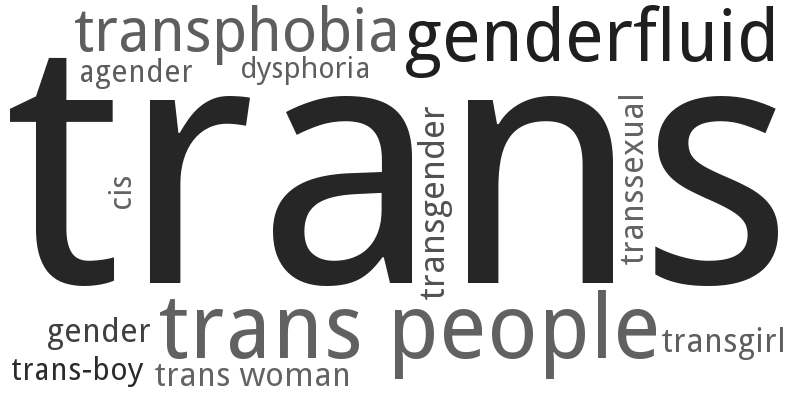 transphobia
genderfluid
agender
dysphoria
trans
cis
transgender
transsexual
gender
trans people
transgirl
trans-boy
trans woman